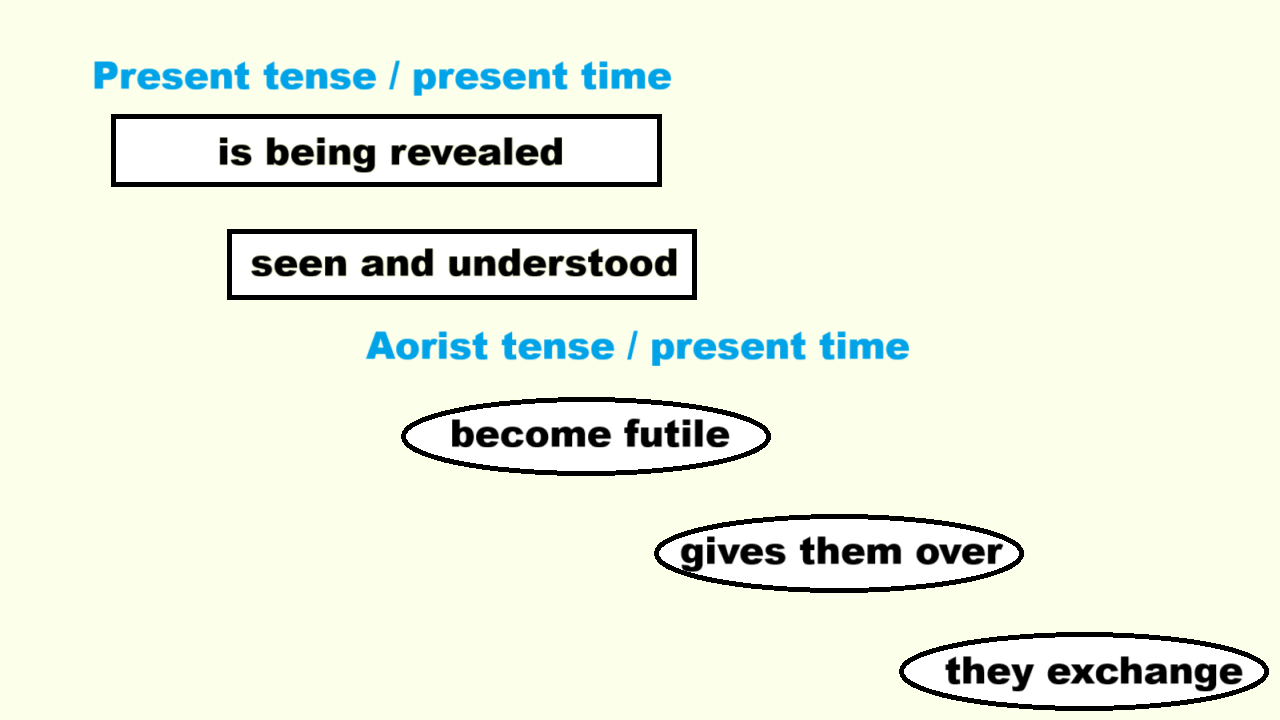 Present tense / present time
is being revealed
seen and understood
Aorist tense / present time
become futile
gives them over
they exchange